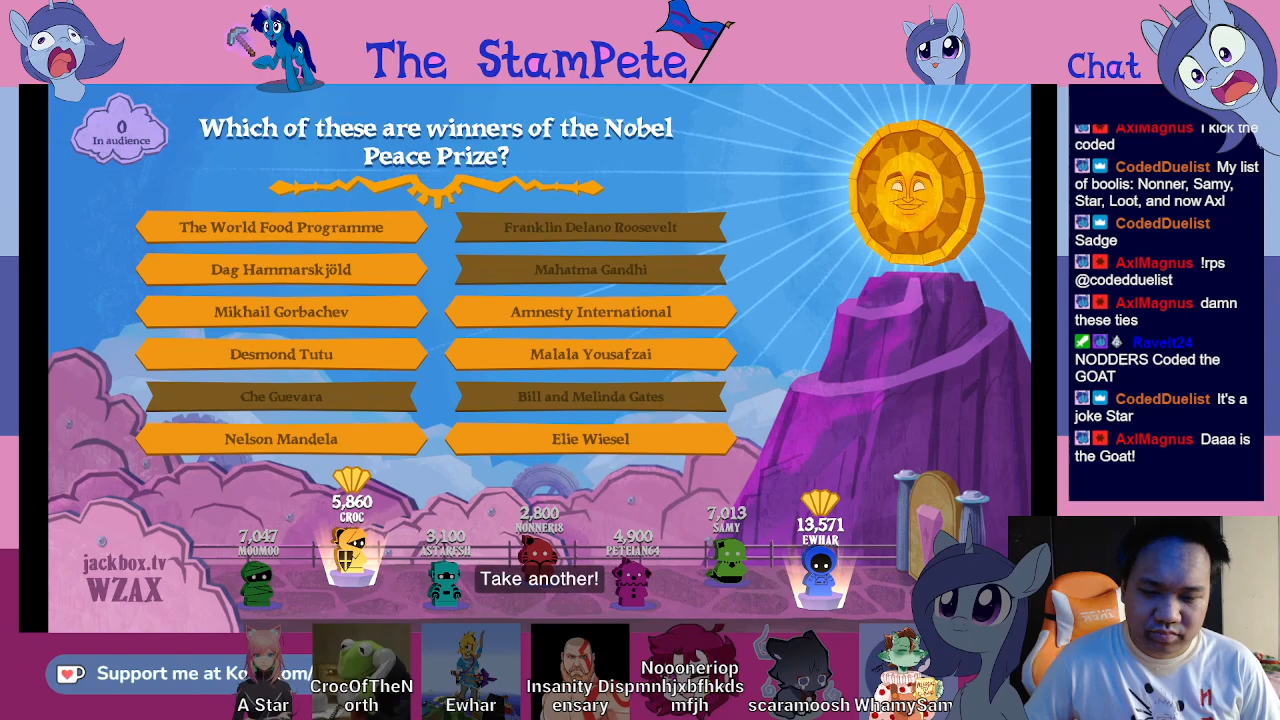 The StamPete
Chat
0
In audience
Which of these are winners of the Nobel
Peace Prize?
The World Food Programme
Franklin Delano Roosevelt
Dag Hammarskjöld
Mahatma Gandhi
Mikhail Gorbachev
Amnesty International
Desmond Tutu
Malala Yousafzai
Che Guevara
Bill and Melinda Gates
Nelson Mandela
Elie Wiesel
AxlMagnus I kick the
coded
CodedDuelist My list
of boolis: Nonner, Samy,
Star, Loot, and now Axl
CodedDuelist
Sadge
AxlMagnus !rps
@codedduelist
AxlMagnus damn
these ties
Ravelt24
NODDERS Coded the
GOAT
CodedDuelist It's a
joke Star
AxlMagnus Daaa is
the Goat!
jackbox.tv
WZAX
7,047
MOOMOO
5,860
CROC
3,100
ASTARESH
2,800
NONNER18
4,900
PETEIAN64
7,013
SAMY
13,571
EWHAR
Take another!
Support me at Ko
om/
A Star
CrocOfTheN
orth
Ewhar
Insanity Disp
ensary
Noooneriop
mnhjxbfhkds
mfjh
scaramoosh
WhamySam